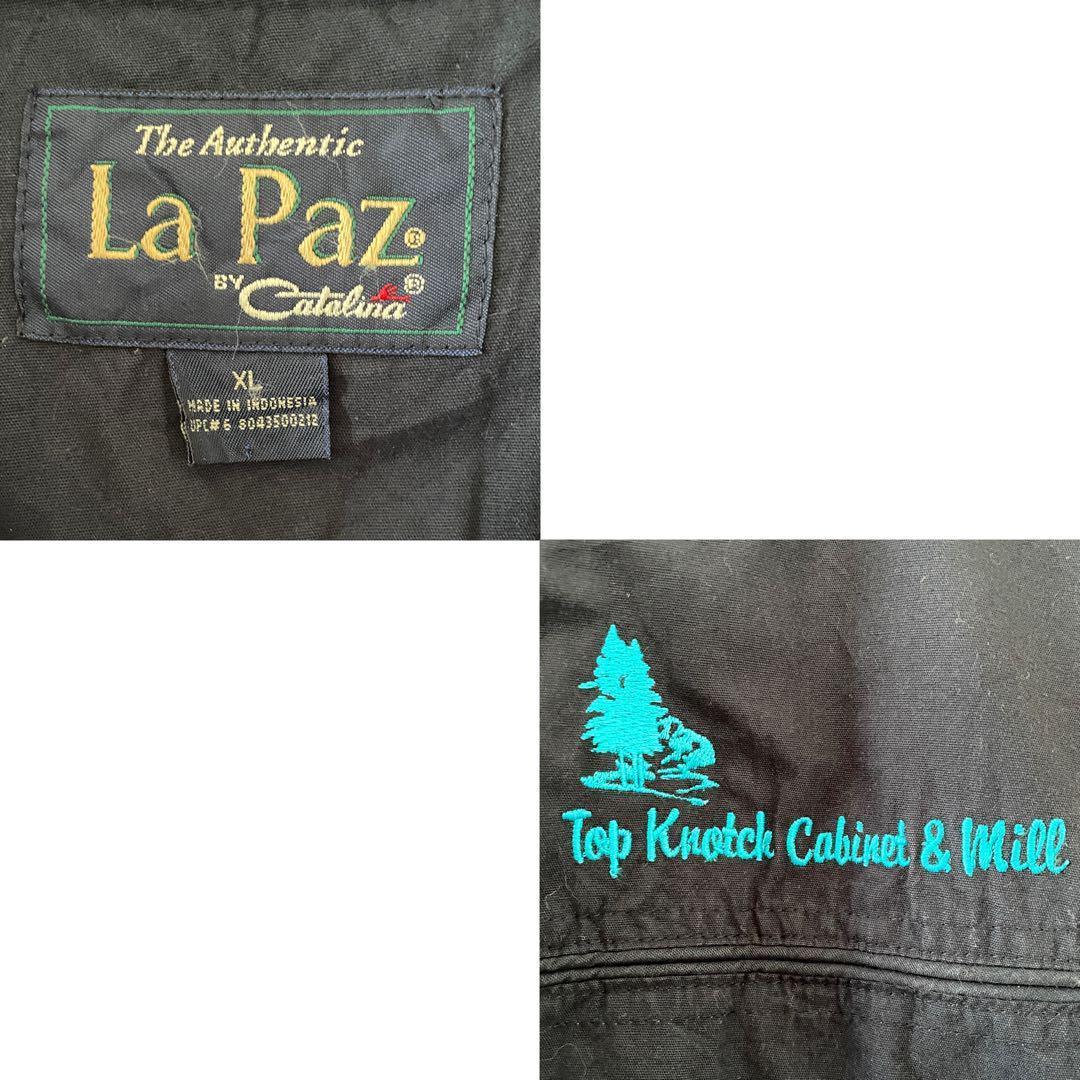 The Authentic
La Paz®
BY Catalina®
XL
MADE IN INDONESIA
UPC# 6 8043500212
Top Knotch Cabinet & Mill